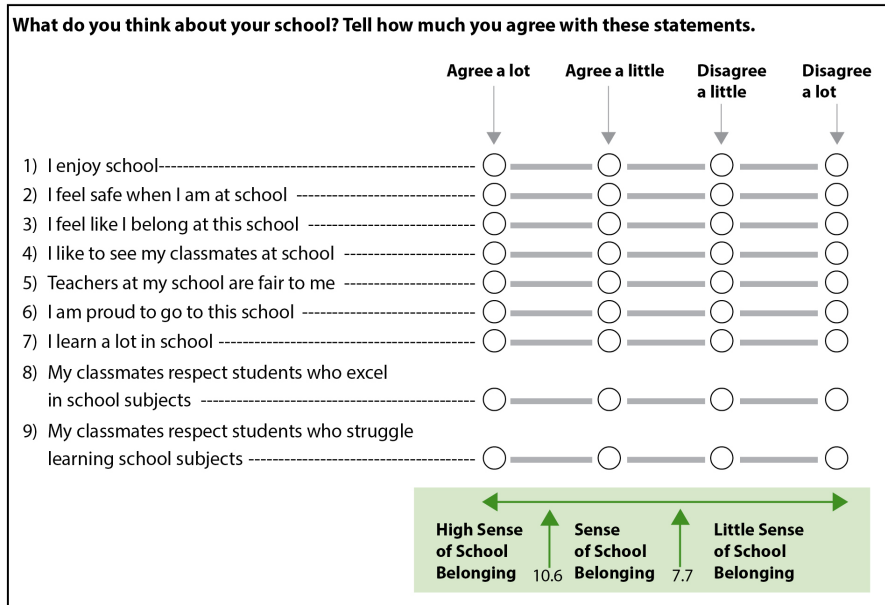 What do you think about your school? Tell how much you agree with these statements.
Agree a lot
Agree a little
Disagree
a little
Disagree
a lot
1) I enjoy school
2) I feel safe when I am at school
3) I feel like I belong at this school
4) I like to see my classmates at school
5) Teachers at my school are fair to me
6) I am proud to go to this school
7) I learn a lot in school
8) My classmates respect students who excel
in school subjects
9) My classmates respect students who struggle
learning school subjects
High Sense
of School
Belonging
10.6
Sense
of School
Belonging
7.7
Little Sense
of School
Belonging